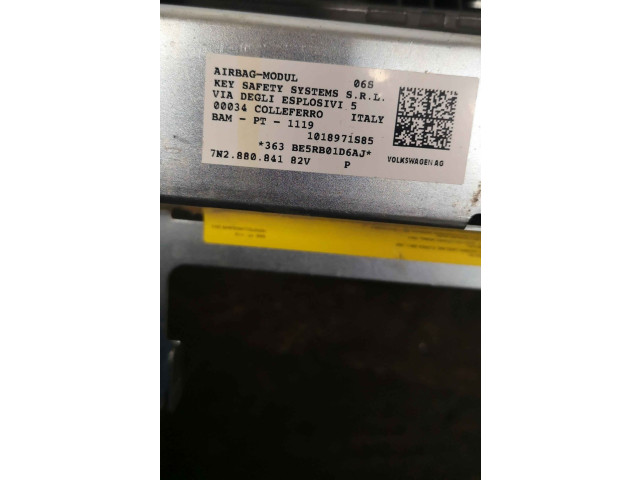 AIRBAG-MODUL 06S
KEY SAFETY SYSTEMS S.R.L.
VIA DEGLI ESPLOSIVI 5
00034 COLLEFERRO ITALY
BAM - PT - 1119
1018971S85
*363 BE5RB01D6AJ*
7N2.880.841 82V P
VOLKSWAGEN AG